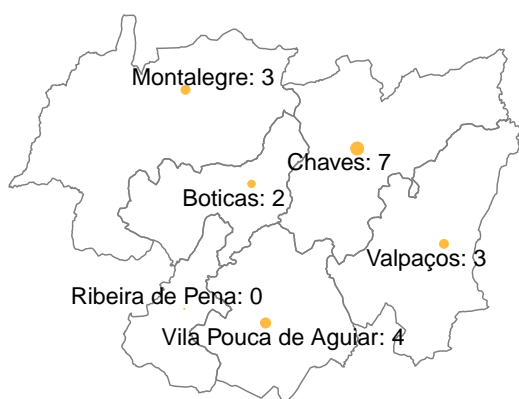 Montalegre: 3
Chaves: 7
Boticas: 2
Valpaços: 3
Ribeira de Pena: 0
Vila Pouca de Aguiar: 4